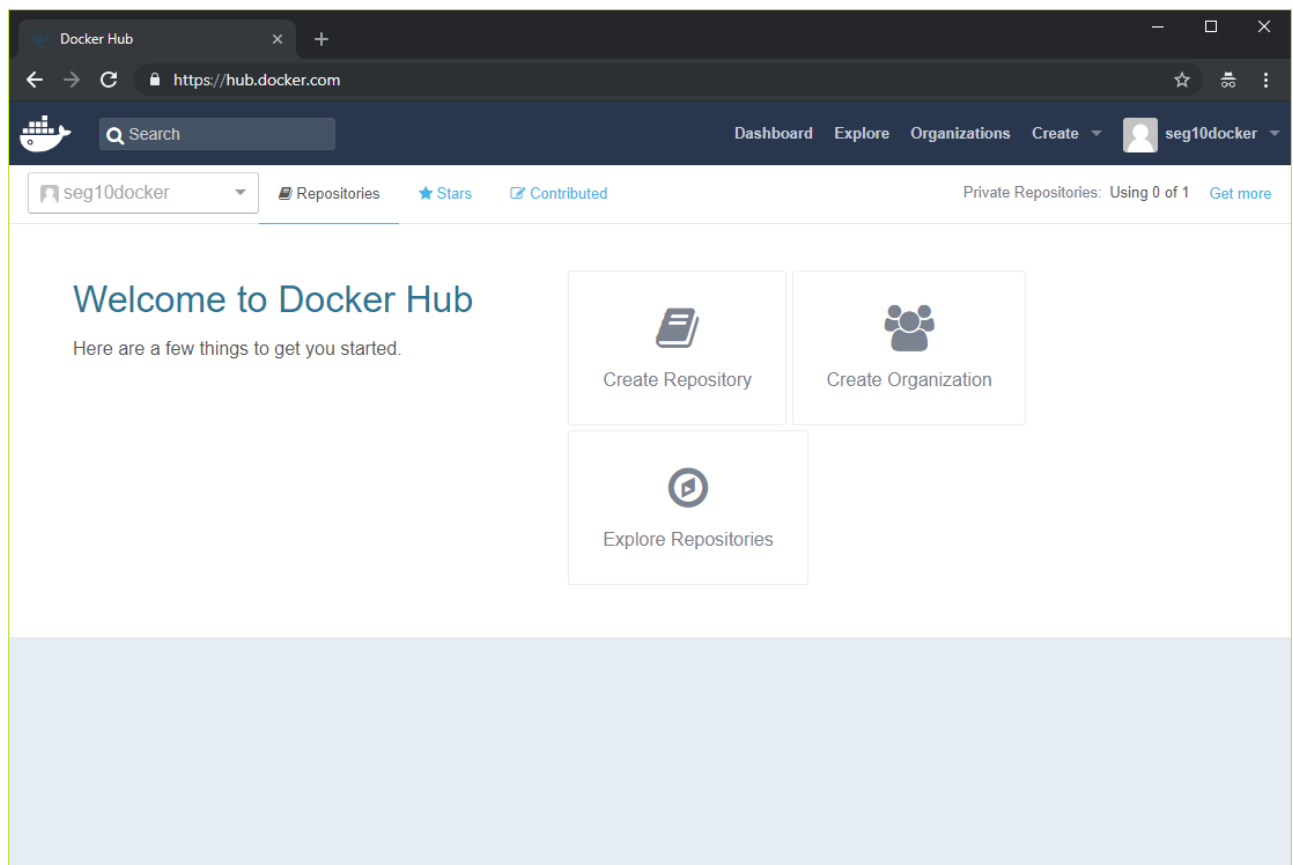 Docker Hub
https://hub.docker.com
Search
Dashboard Explore Organizations Create seg10docker
seg10docker Repositories Stars Contributed Private Repositories: Using 0 of 1 Get more
Welcome to Docker Hub
Here are a few things to get you started.
Create Repository
Create Organization
Explore Repositories